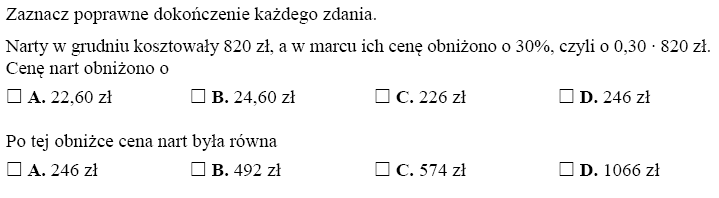 Zaznacz poprawne dokończenie każdego zdania.
Narty w grudniu kosztowały 820 zł, a w marcu ich cenę obniżono o 30%, czyli o 0,30 · 820 zł.
Cenę nart obniżono o
☐ A. 22,60 zł ☐ B. 24,60 zł ☐ C. 226 zł ☐ D. 246 zł
Po tej obniżce cena nart była równa
☐ A. 246 zł ☐ B. 492 zł ☐ C. 574 zł ☐ D. 1066 zł